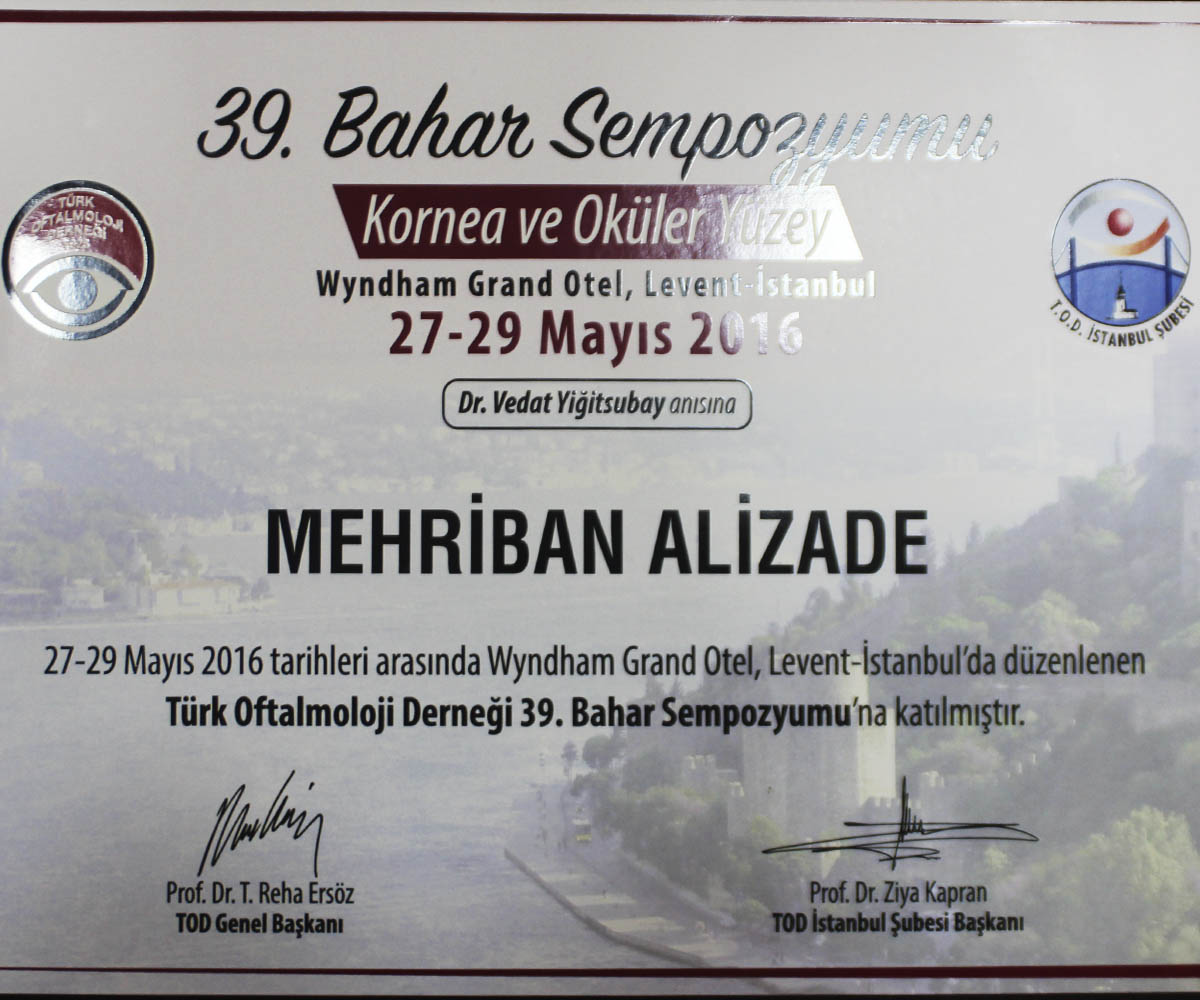 39. Bahar Sempozyumu
Kornea ve Oküler Yüzey
Wyndham Grand Otel, Levent-İstanbul
27-29 Mayıs 2016
Dr. Vedat Yiğitsubay anısına
TÜRK
OFTALMOLOJİ
DERNEĞİ
T.O.D. İSTANBUL ŞUBESİ
MEHRİBAN ALİZADE
27-29 Mayıs 2016 tarihleri arasında Wyndham Grand Otel, Levent-İstanbul'da düzenlenen
Türk Oftalmoloji Derneği 39. Bahar Sempozyumu'na katılmıştır.
Prof. Dr. T. Reha Ersöz
TOD Genel Başkanı
Prof. Dr. Ziya Kapran
TOD İstanbul Şubesi Başkanı